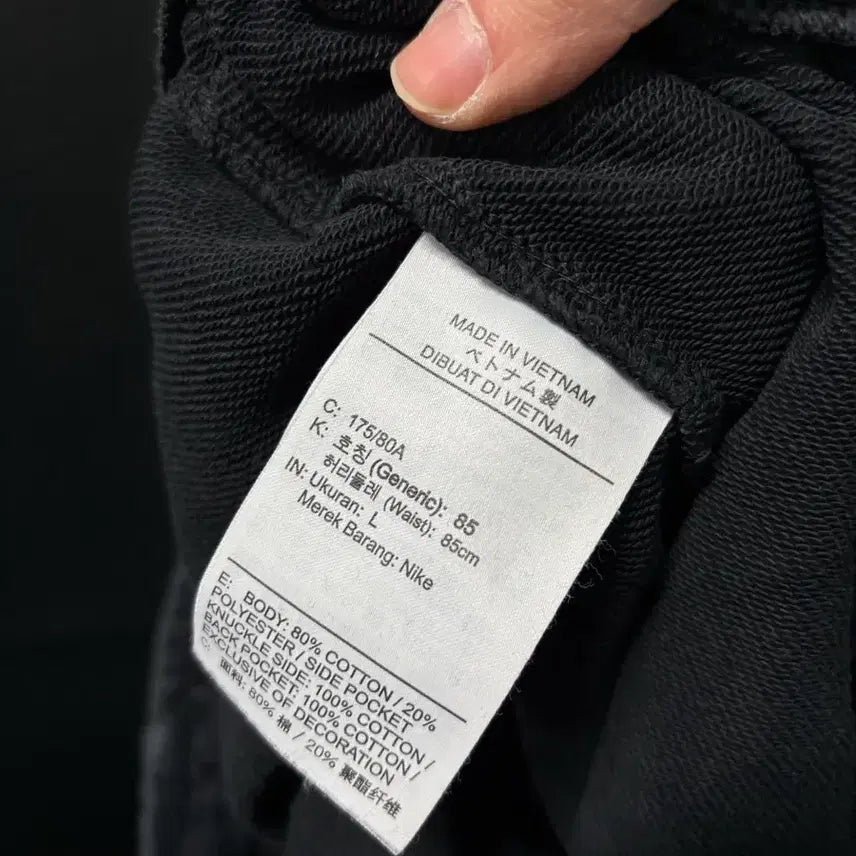 MADE IN VIETNAM
ベトナム製
DIBUAT DI VIETNAM
C: 175/80A
K: 호칭 (Generic): 85
허리둘레 (Waist): 85cm
IN: Ukuran: L
Merek Barang: Nike
E: BODY: 80% COTTON / 20%
POLYESTER / SIDE POCKET
KNUCKLE SIDE: 100% COTTON /
BACK POCKET: 100% COTTON /
EXCLUSIVE OF DECORATION
C: 面料: 80% 棉 / 20% 聚酯纤维